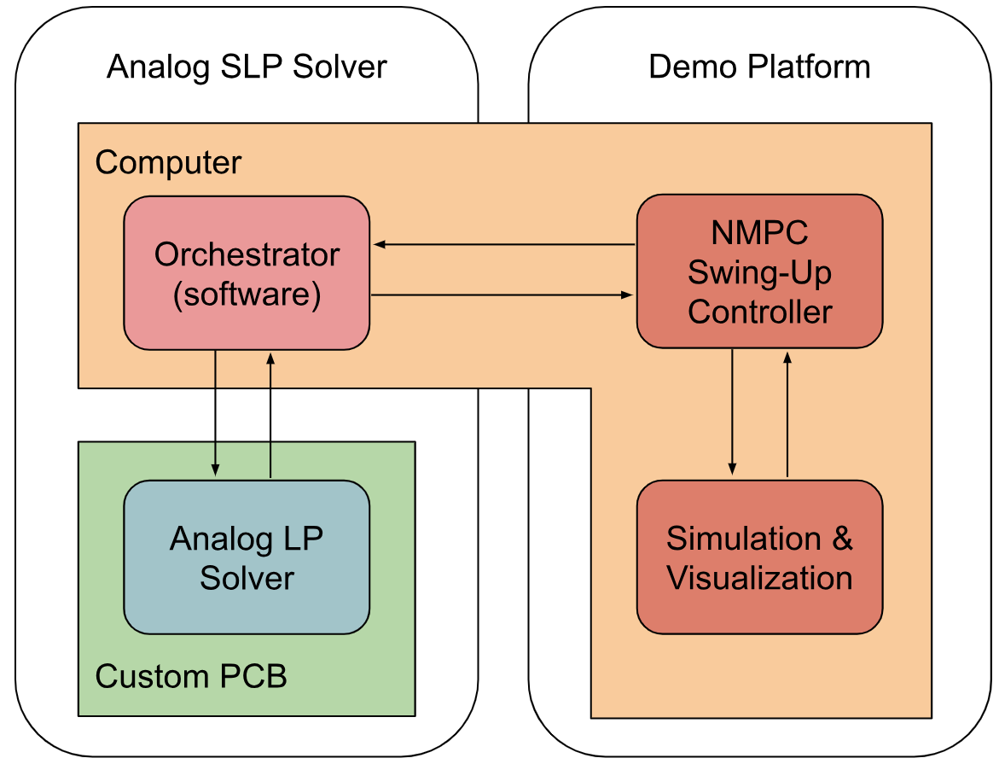 Analog SLP Solver
Demo Platform
Computer
Orchestrator
(software)
NMPC
Swing-Up
Controller
Analog LP
Solver
Simulation &
Visualization
Custom PCB